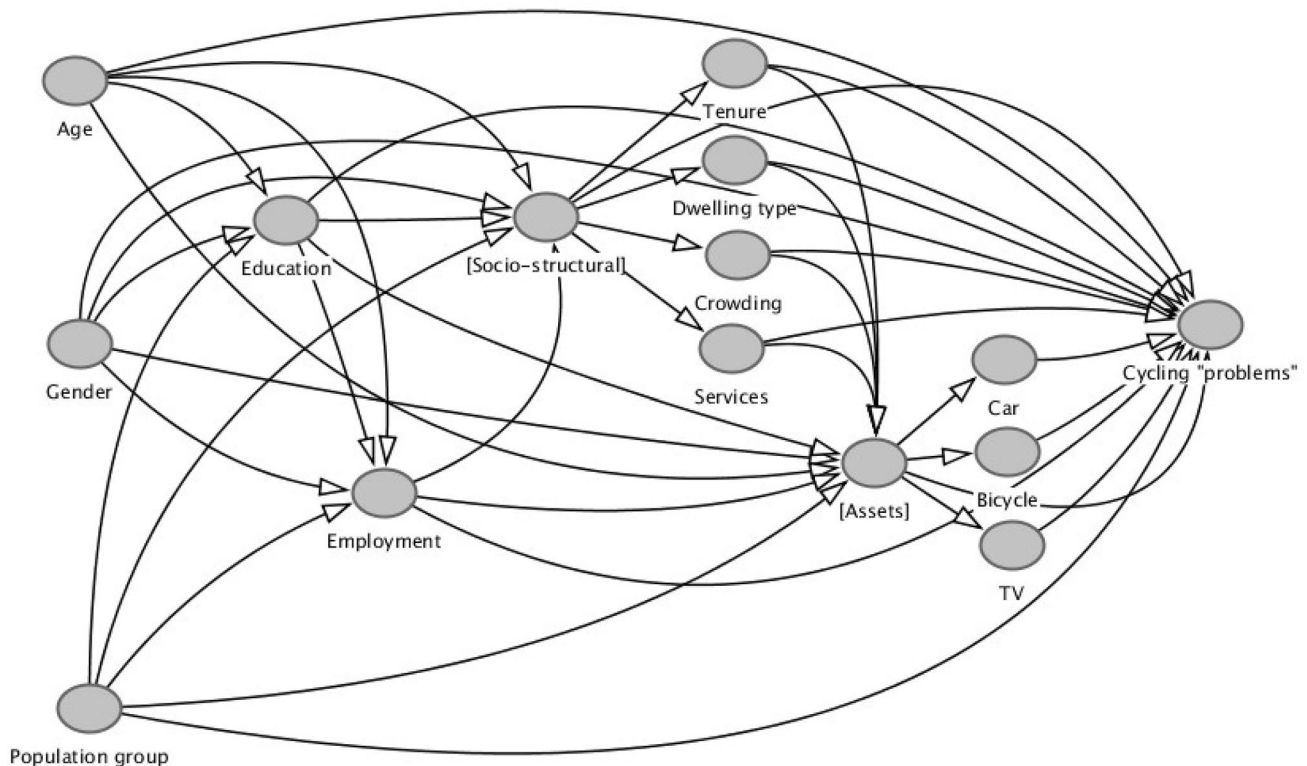 Age
Tenure
Dwelling type
Education
[Socio-structural]
Crowding
Gender
Services
Cycling "problems"
Car
Bicycle
[Assets]
Employment
TV
Population group